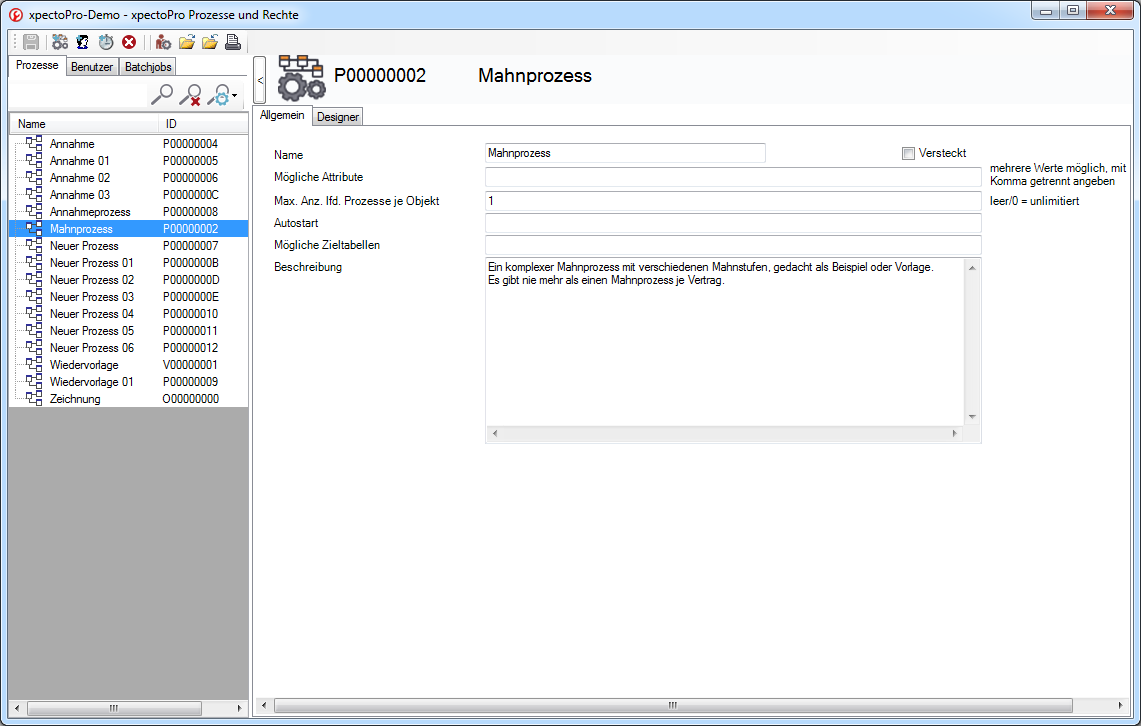 xpectoPro-Demo - xpectoPro Prozesse und Rechte
Prozesse Benutzer Batchjobs
Name ID
Annahme P00000004
Annahme 01 P00000005
Annahme 02 P00000006
Annahme 03 P0000000C
Annahmeprozess P00000008
Mahnprozess P00000002
Neuer Prozess P00000007
Neuer Prozess 01 P0000000B
Neuer Prozess 02 P0000000D
Neuer Prozess 03 P0000000E
Neuer Prozess 04 P00000010
Neuer Prozess 05 P00000011
Neuer Prozess 06 P00000012
Wiedervorlage V00000001
Wiedervorlage 01 P00000009
Zeichnung O00000000
<
P00000002 Mahnprozess
Allgemein Designer
Name Mahnprozess Versteckt
Mögliche Attribute mehrere Werte möglich, mit
Komma getrennt angeben
Max. Anz. lfd. Prozesse je Objekt 1 leer/0 = unlimitiert
Autostart
Mögliche Zieltabellen
Beschreibung Ein komplexer Mahnprozess mit verschiedenen Mahnstufen, gedacht als Beispiel oder Vorlage.
Es gibt nie mehr als einen Mahnprozess je Vertrag.